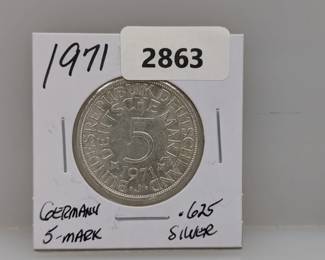 1971
2863
BUNDESREPUBLIK DEUTSCHLAND
5
DEUTSCHE MARK
1971
J
GERMANY .625
5-MARK SILVER